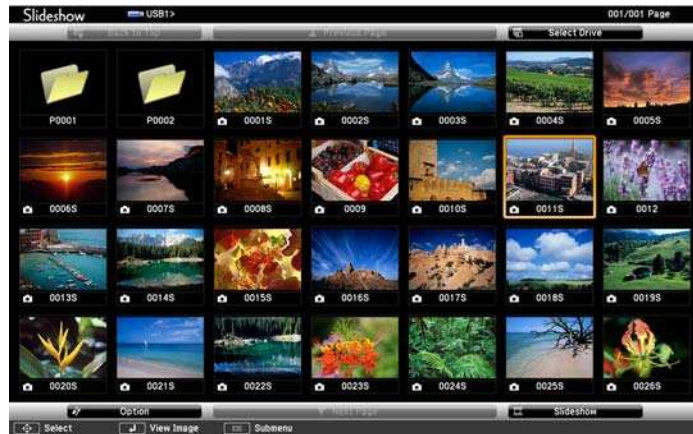 Slideshow USB1> 001/001 Page
Back to Top Previous Page Select Drive
P0001 P0002 0001S 0002S 0003S 0004S 0005S
0006S 0007S 0008S 0009 0010S 0011S 0012
0013S 0014S 0015S 0016S 0017S 0018S 0019S
0020S 0021S 0022S 0023S 0024S 0025S 0026S
Option Next Page Slideshow
Select View Image Esc Submenu